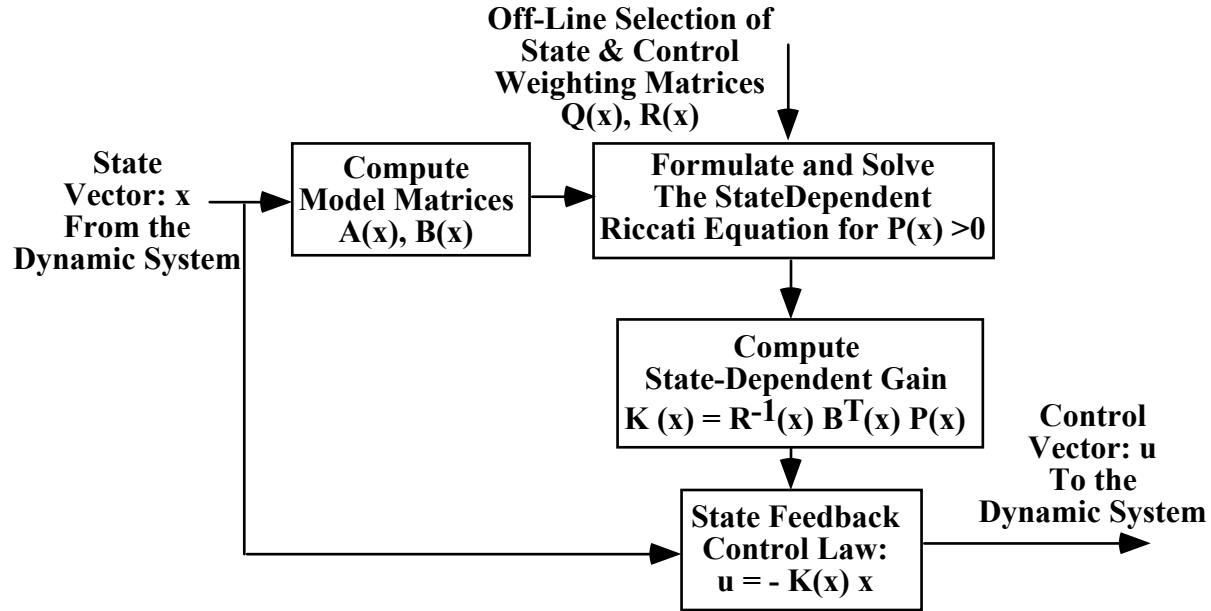 Off-Line Selection of
State & Control
Weighting Matrices
Q(x), R(x)
State
Vector: x
From the
Dynamic System
Compute
Model Matrices
A(x), B(x)
Formulate and Solve
The StateDependent
Riccati Equation for P(x) >0
Compute
State-Dependent Gain
K (x) = R⁻¹(x) Bᵀ(x) P(x)
State Feedback
Control Law:
u = - K(x) x
Control
Vector: u
To the
Dynamic System